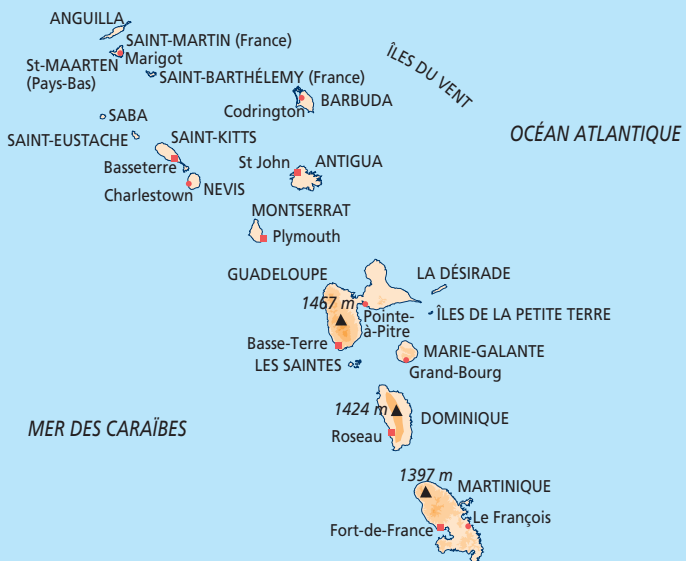 ANGUILLA
SAINT-MARTIN (France)
Marigot
St-MAARTEN
(Pays-Bas)
SAINT-BARTHÉLEMY (France)
ÎLES DU VENT
BARBUDA
Codrington
SABA
SAINT-EUSTACHE
SAINT-KITTS
OCÉAN ATLANTIQUE
Basseterre
St John
ANTIGUA
Charlestown
NEVIS
MONTSERRAT
Plymouth
GUADELOUPE
LA DÉSIRADE
1467 m
Pointe-
à-Pitre
ÎLES DE LA PETITE TERRE
Basse-Terre
LES SAINTES
MARIE-GALANTE
Grand-Bourg
1424 m
DOMINIQUE
MER DES CARAÏBES
Roseau
1397 m
MARTINIQUE
Le François
Fort-de-France